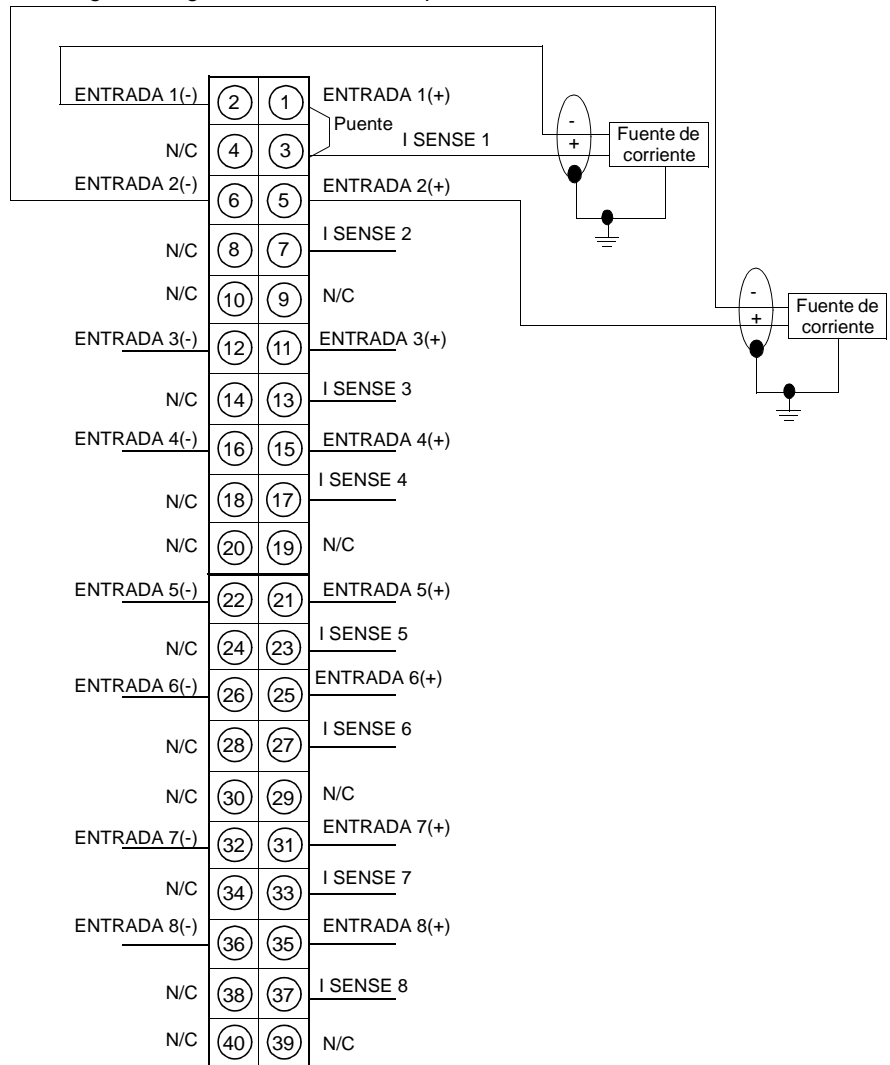 ENTRADA 1(-) 2 1 ENTRADA 1(+)
Puente
N/C 4 3 I SENSE 1
ENTRADA 2(-) 6 5 ENTRADA 2(+)
N/C 8 7 I SENSE 2
N/C 10 9 N/C
ENTRADA 3(-) 12 11 ENTRADA 3(+)
N/C 14 13 I SENSE 3
ENTRADA 4(-) 16 15 ENTRADA 4(+)
N/C 18 17 I SENSE 4
N/C 20 19 N/C
ENTRADA 5(-) 22 21 ENTRADA 5(+)
N/C 24 23 I SENSE 5
ENTRADA 6(-) 26 25 ENTRADA 6(+)
N/C 28 27 I SENSE 6
N/C 30 29 N/C
ENTRADA 7(-) 32 31 ENTRADA 7(+)
N/C 34 33 I SENSE 7
ENTRADA 8(-) 36 35 ENTRADA 8(+)
N/C 38 37 I SENSE 8
N/C 40 39 N/C
-
+
Fuente de
corriente
-
+
Fuente de
corriente